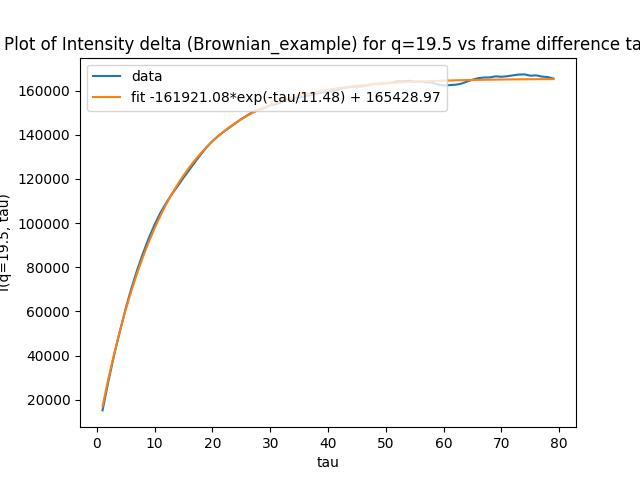 Plot of Intensity delta (Brownian_example) for q=19.5 vs frame difference ta
data
fit -161921.08*exp(-tau/11.48) + 165428.97
160000
140000
120000
100000
80000
60000
40000
20000
I(q=19.5, tau)
0 10 20 30 40 50 60 70 80
tau